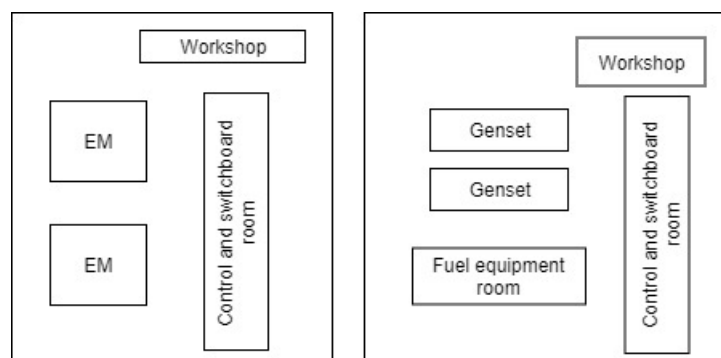 Workshop
EM
EM
Control and switchboard
room
Workshop
Genset
Genset
Fuel equipment
room
Control and switchboard
room